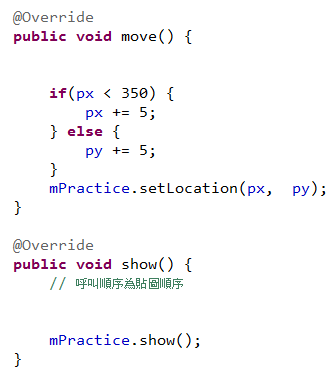 @Override
public void move() {
if(px < 350) {
px += 5;
} else {
py += 5;
}
mPractice.setLocation(px,  py);
}
@Override
public void show() {
// 呼叫順序為貼圖順序
mPractice.show();
}